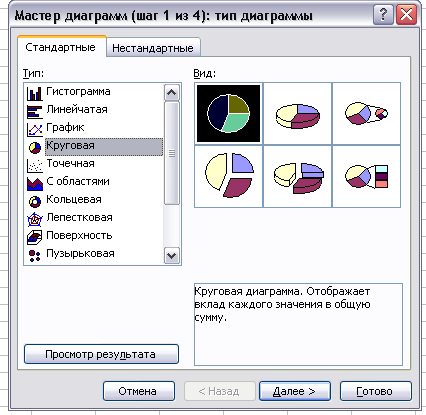 Мастер диаграмм (шаг 1 из 4): тип диаграммы
Стандартные
Нестандартные
Тип:
Гистограмма
Линейчатая
График
Круговая
Точечная
С областями
Кольцевая
Лепестковая
Поверхность
Пузырьковая
Вид:
Круговая диаграмма. Отображает
вклад каждого значения в общую
сумму.
Просмотр результата
Отмена
< Назад
Далее >
Готово